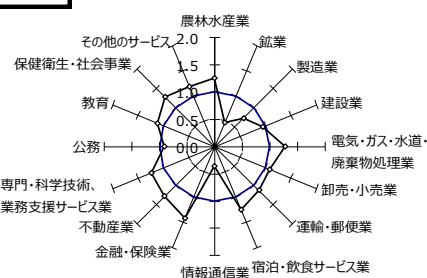 農林水産業
鉱業
製造業
建設業
電気・ガス・水道・
廃棄物処理業
卸売・小売業
運輸・郵便業
宿泊・飲食サービス業
情報通信業
金融・保険業
不動産業
専門・科学技術、
業務支援サービス業
公務
教育
保健衛生・社会事業
その他のサービス
2.0
1.5
1.0
0.5
0.0